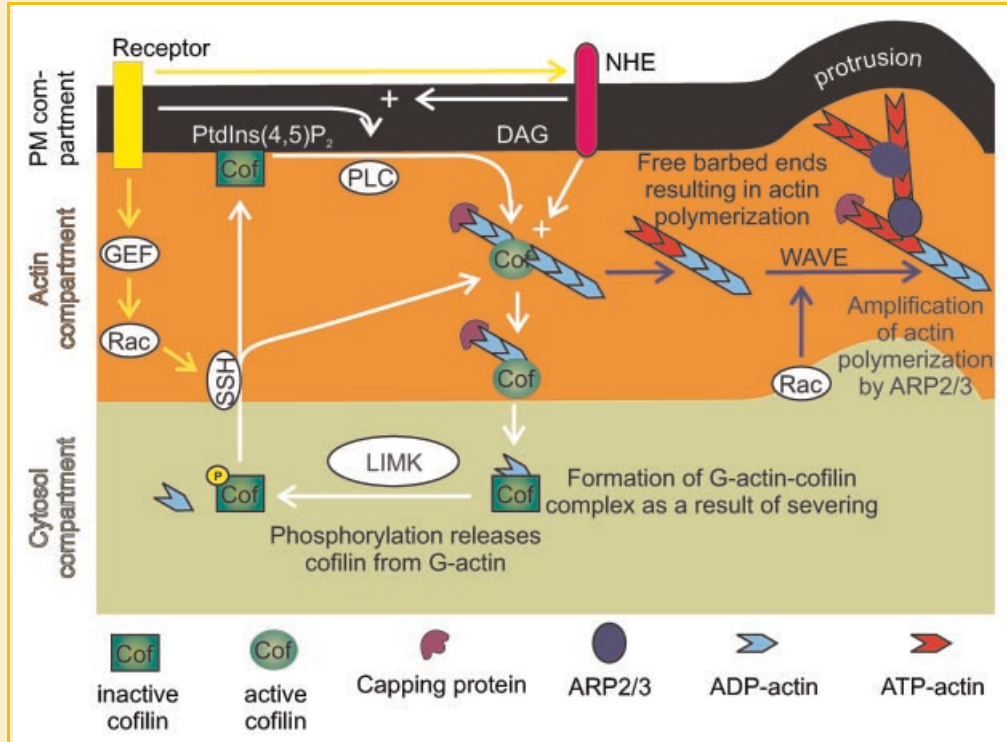 Receptor
NHE
protrusion
PM com-
partment
+
PtdIns(4,5)P₂
DAG
Cof
PLC
Free barbed ends
resulting in actin
polymerization
+
GEF
Actin
compartment
Cof
WAVE
Rac
Amplification
of actin
polymerization
by ARP2/3
SSH
Cof
Rac
LIMK
P
Cof
Cof
Formation of G-actin-cofilin
complex as a result of severing
Cytosol
compartment
Phosphorylation releases
cofilin from G-actin
Cof
Cof
inactive
cofilin
active
cofilin
Capping protein
ARP2/3
ADP-actin
ATP-actin